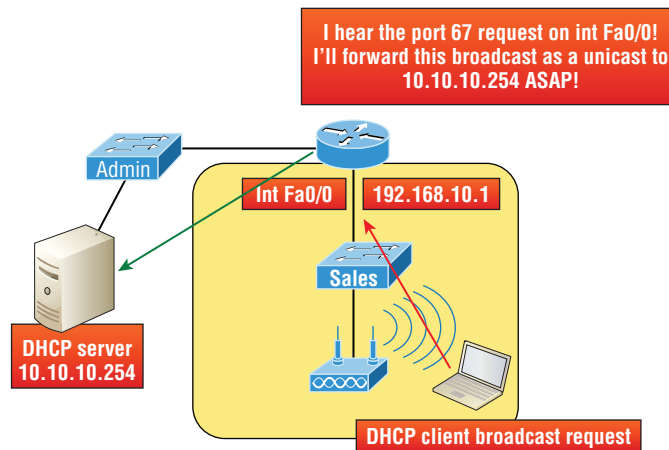 I hear the port 67 request on int Fa0/0!
I'll forward this broadcast as a unicast to
10.10.10.254 ASAP!
Admin
Int Fa0/0
192.168.10.1
Sales
DHCP server
10.10.10.254
DHCP client broadcast request